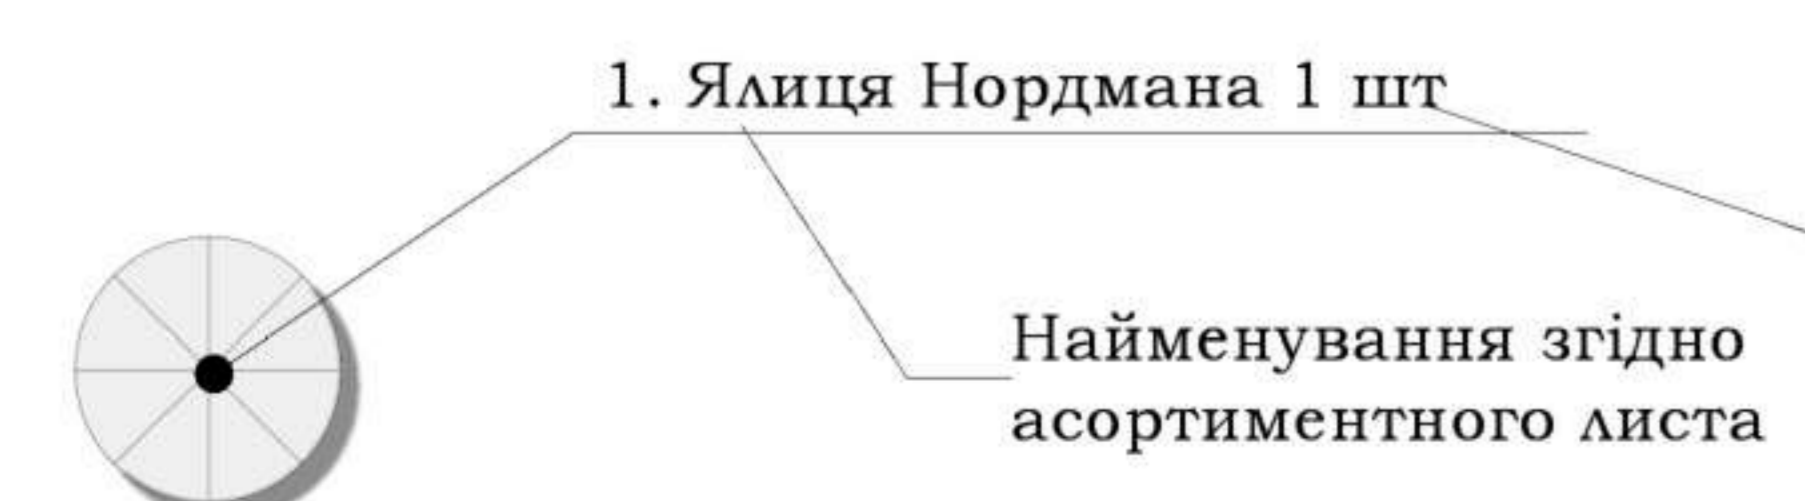 1. Ялиця Нордмана 1 шт
Найменування згідно
асортиментного листа